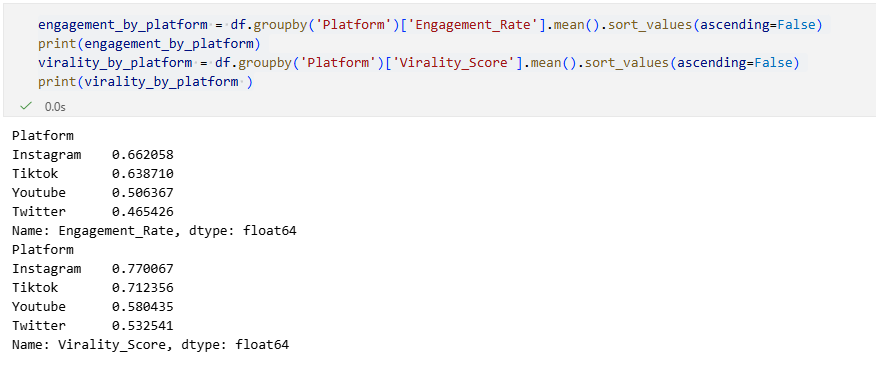 engagement_by_platform = df.groupby('Platform')['Engagement_Rate'].mean().sort_values(ascending=False)
print(engagement_by_platform)
virality_by_platform = df.groupby('Platform')['Virality_Score'].mean().sort_values(ascending=False)
print(virality_by_platform )
✓ 0.0s
Platform
Instagram    0.662058
Tiktok       0.638710
Youtube      0.506367
Twitter      0.465426
Name: Engagement_Rate, dtype: float64
Platform
Instagram    0.770067
Tiktok       0.712356
Youtube      0.580435
Twitter      0.532541
Name: Virality_Score, dtype: float64